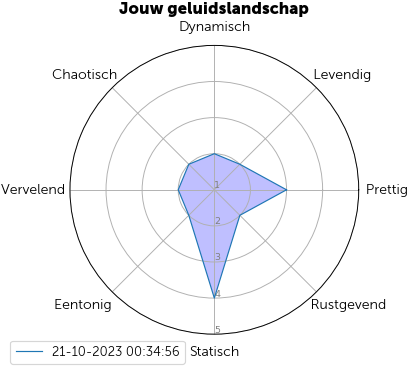 Jouw geluidslandschap
Dynamisch
Chaotisch
Levendig
Vervelend
1
Prettig
2
3
4
Eentonig
Rustgevend
5
21-10-2023 00:34:56
Statisch